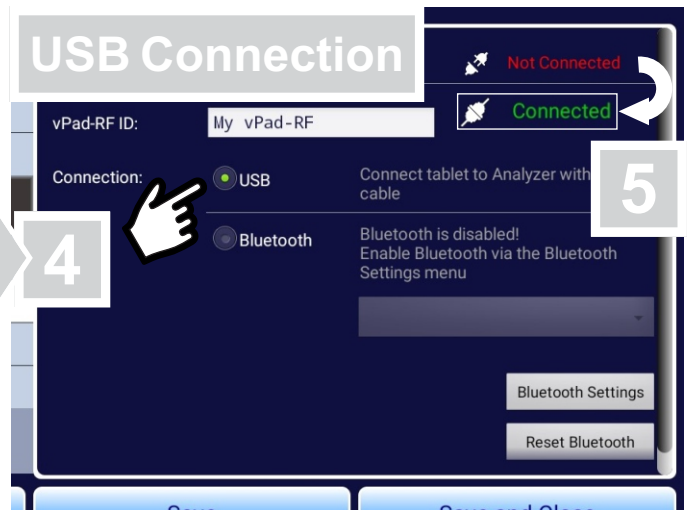 USB Connection
Not Connected
vPad-RF ID:
My vPad-RF
Connected
Connection:
USB
Connect tablet to Analyzer with
cable
5
4
Bluetooth
Bluetooth is disabled!
Enable Bluetooth via the Bluetooth
Settings menu
Bluetooth Settings
Reset Bluetooth
Save
Save and Close